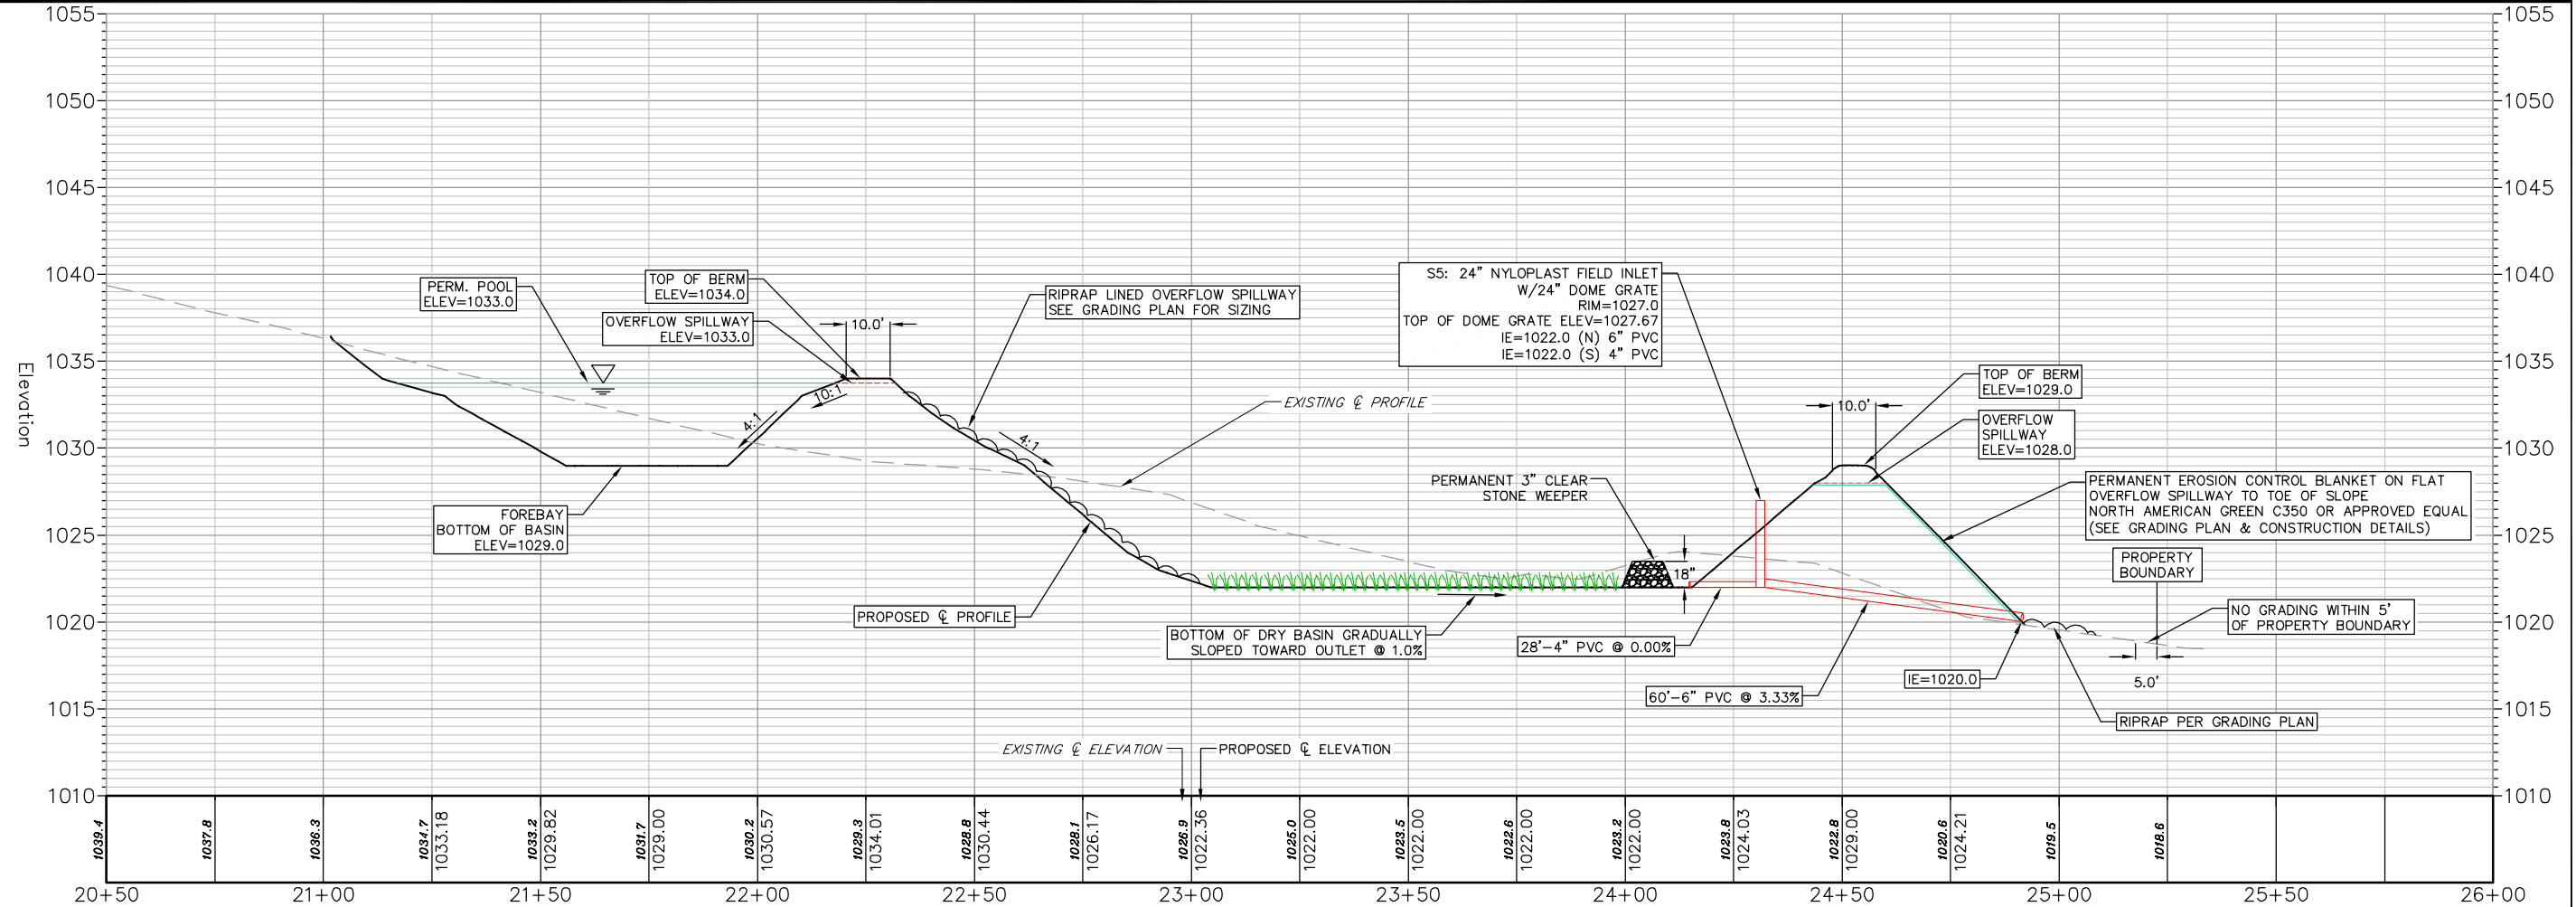 1055
1050
1045
1040
1035
1030
1025
1020
1015
1010
Elevation
1055
1050
1045
1040
1035
1030
1025
1020
1015
1010
PERM. POOL
ELEV=1033.0
TOP OF BERM
ELEV=1034.0
OVERFLOW SPILLWAY
ELEV=1033.0
10.0'
RIPRAP LINED OVERFLOW SPILLWAY
SEE GRADING PLAN FOR SIZING
4:1
10:1
4:1
FOREBAY
BOTTOM OF BASIN
ELEV=1029.0
EXISTING ℄ PROFILE
PROPOSED ℄ PROFILE
S5: 24" NYLOPLAST FIELD INLET
W/24" DOME GRATE
RIM=1027.0
TOP OF DOME GRATE ELEV=1027.67
IE=1022.0 (N) 6" PVC
IE=1022.0 (S) 4" PVC
PERMANENT 3" CLEAR
STONE WEEPER
18"
BOTTOM OF DRY BASIN GRADUALLY
SLOPED TOWARD OUTLET @ 1.0%
28'-4" PVC @ 0.00%
60'-6" PVC @ 3.33%
10.0'
TOP OF BERM
ELEV=1029.0
OVERFLOW
SPILLWAY
ELEV=1028.0
PERMANENT EROSION CONTROL BLANKET ON FLAT
OVERFLOW SPILLWAY TO TOE OF SLOPE
NORTH AMERICAN GREEN C350 OR APPROVED EQUAL
(SEE GRADING PLAN & CONSTRUCTION DETAILS)
PROPERTY
BOUNDARY
NO GRADING WITHIN 5'
OF PROPERTY BOUNDARY
5.0'
IE=1020.0
RIPRAP PER GRADING PLAN
EXISTING ℄ ELEVATION
PROPOSED ℄ ELEVATION
1039.4
1037.8
1036.3
1034.7
1033.18
1033.2
1029.82
1031.7
1029.00
1030.2
1030.57
1029.3
1034.01
1028.8
1030.44
1028.1
1026.17
1026.9
1022.36
1025.0
1022.00
1023.5
1022.00
1022.6
1022.00
1023.2
1022.00
1023.8
1024.03
1022.8
1029.00
1020.6
1024.21
1019.5
1018.6
20+50
21+00
21+50
22+00
22+50
23+00
23+50
24+00
24+50
25+00
25+50
26+00